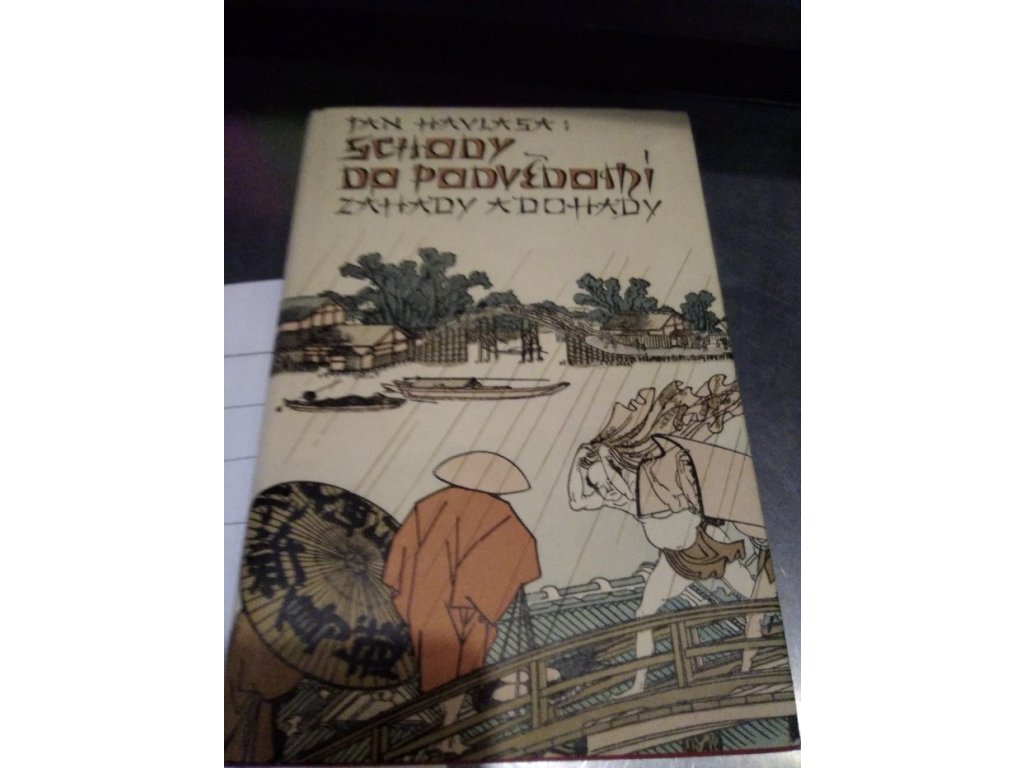 JAN HAVLASA:
SCHODY
DO PODVĚDOMÍ
ZÁHADY A DOHADY